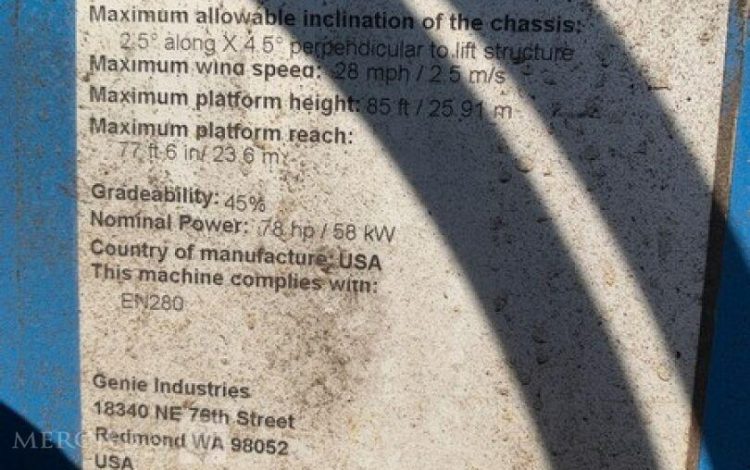 Maximum allowable inclination of the chassis:
2.5° along X 4.5° perpendicular to lift structure
Maximum wind speed: 28 mph / 2.5 m/s
Maximum platform height: 85 ft / 25.91 m
Maximum platform reach:
77 ft 6 in/ 23.6 m
Gradeability: 45%
Nominal Power: 78 hp / 58 kW
Country of manufacture: USA
This machine complies with:
EN280
Genie Industries
18340 NE 76th Street
Redmond WA 98052
USA